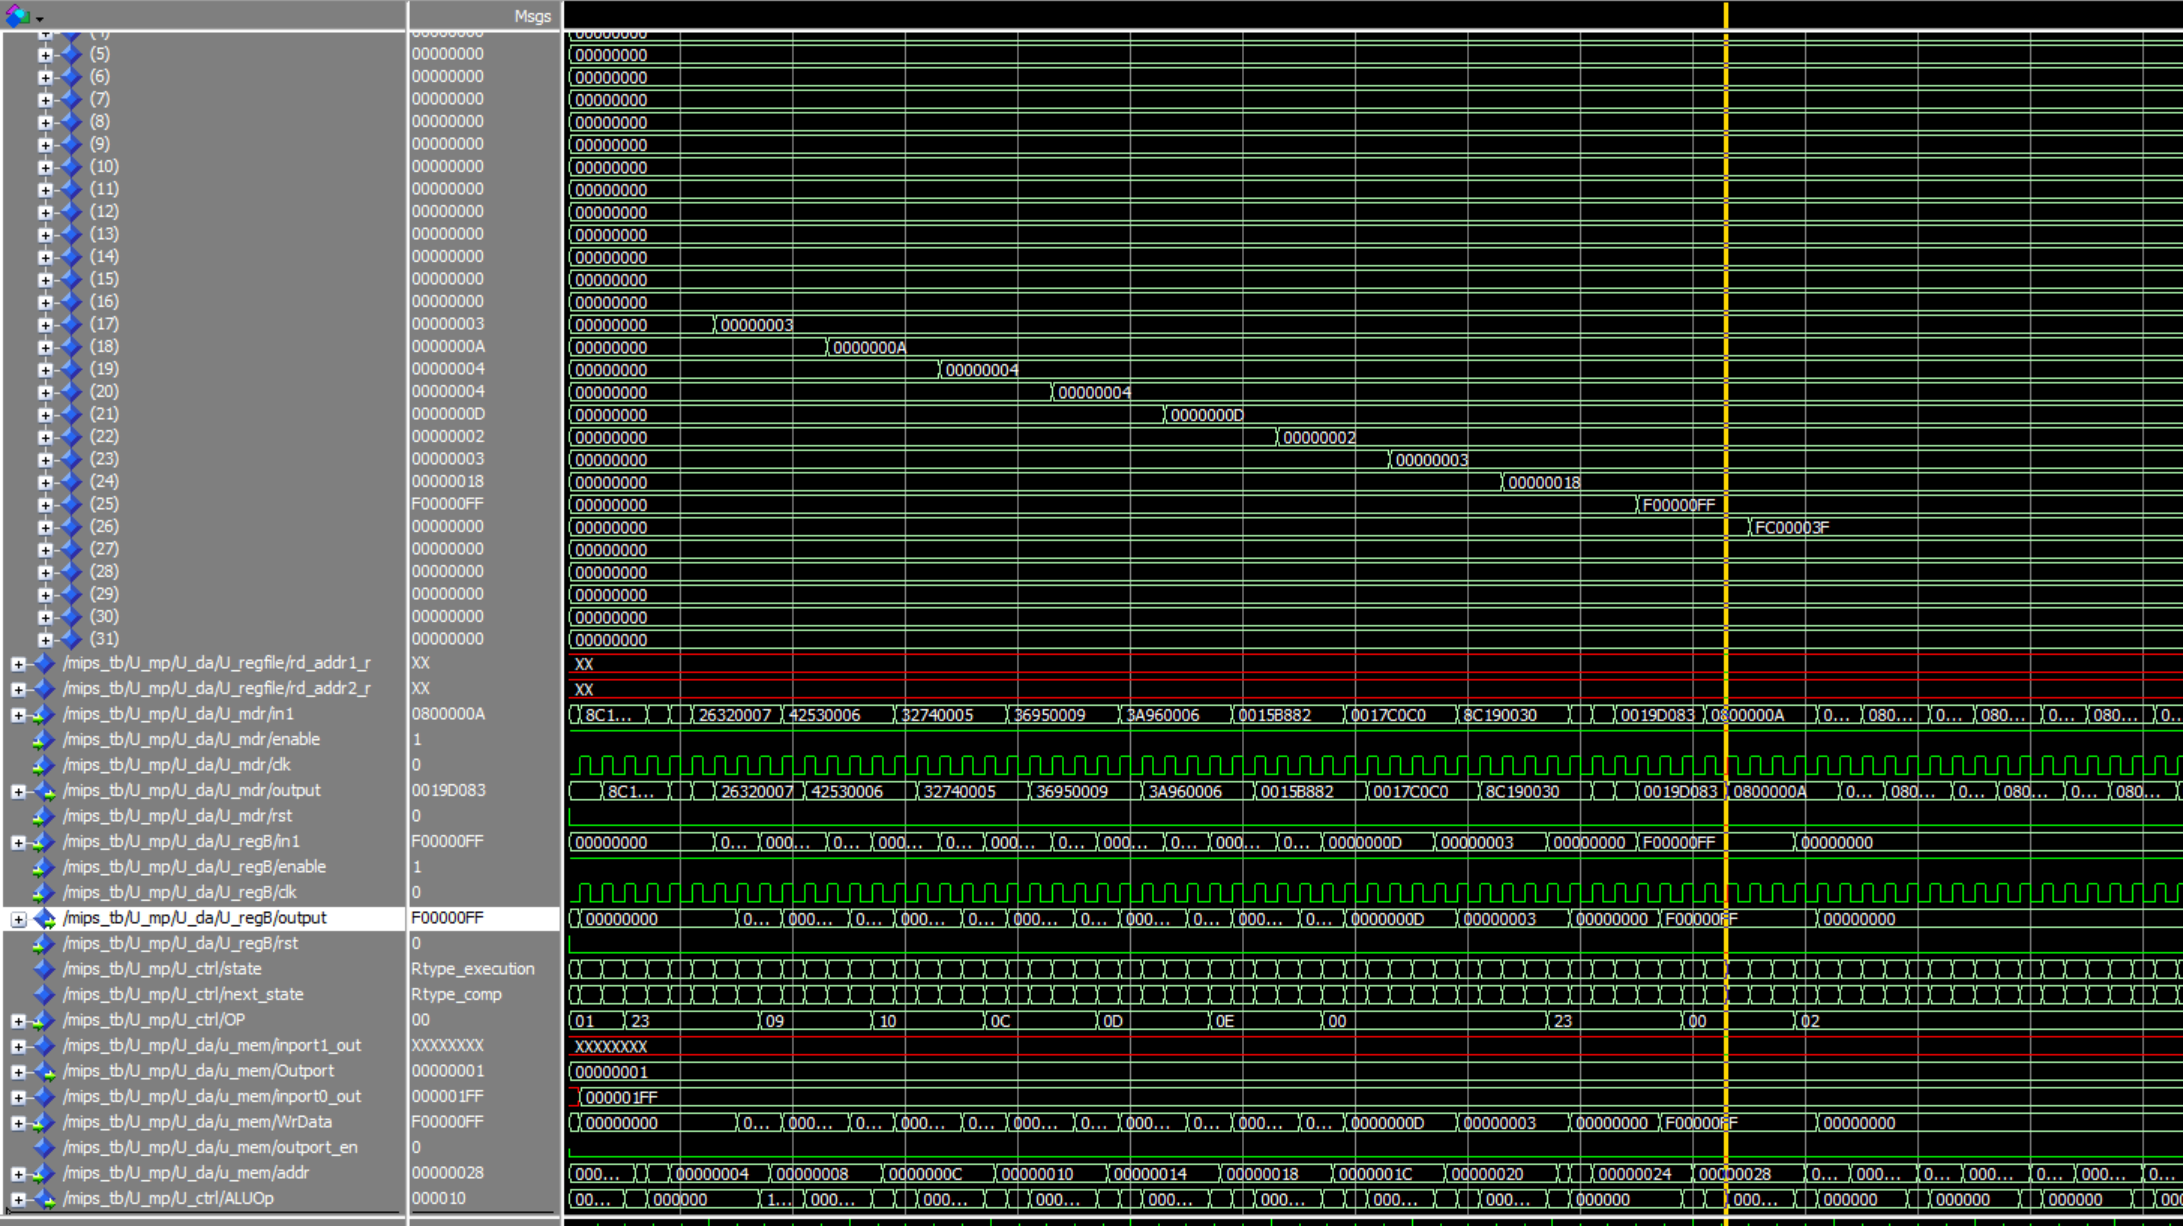 Msgs
00000000 00000000
(5) 00000000 00000000
(6) 00000000 00000000
(7) 00000000 00000000
(8) 00000000 00000000
(9) 00000000 00000000
(10) 00000000 00000000
(11) 00000000 00000000
(12) 00000000 00000000
(13) 00000000 00000000
(14) 00000000 00000000
(15) 00000000 00000000
(16) 00000000 00000000
(17) 00000003 00000000 00000003
(18) 0000000A 00000000 0000000A
(19) 00000004 00000000 00000004
(20) 00000004 00000000 00000004
(21) 0000000D 00000000 0000000D
(22) 00000002 00000000 00000002
(23) 00000003 00000000 00000003
(24) 00000018 00000000 00000018
(25) F00000FF 00000000 F00000FF
(26) 00000000 00000000 FC00003F
(27) 00000000 00000000
(28) 00000000 00000000
(29) 00000000 00000000
(30) 00000000 00000000
(31) 00000000 00000000
/mips_tb/U_mp/U_da/U_regfile/rd_addr1_r XX XX
/mips_tb/U_mp/U_da/U_regfile/rd_addr2_r XX XX
/mips_tb/U_mp/U_da/U_mdr/in1 0800000A 8C1... 26320007 42530006 32740005 36950009 3A960006 0015B882 0017C0C0 8C190030 0019D083 0800000A 0... 080... 0... 080... 0... 080... 0...
/mips_tb/U_mp/U_da/U_mdr/enable 1
/mips_tb/U_mp/U_da/U_mdr/clk 0
/mips_tb/U_mp/U_da/U_mdr/output 0019D083 8C1... 26320007 42530006 32740005 36950009 3A960006 0015B882 0017C0C0 8C190030 0019D083 0800000A 0... 080... 0... 080... 0... 080...
/mips_tb/U_mp/U_da/U_mdr/rst 0
/mips_tb/U_mp/U_da/U_regB/in1 F00000FF 00000000 0... 000... 0... 000... 0... 000... 0... 000... 0... 000... 0... 0000000D 00000003 00000000 F00000FF 00000000
/mips_tb/U_mp/U_da/U_regB/enable 1
/mips_tb/U_mp/U_da/U_regB/clk 0
/mips_tb/U_mp/U_da/U_regB/output F00000FF 00000000 0... 000... 0... 000... 0... 000... 0... 000... 0... 000... 0... 0000000D 00000003 00000000 F00000FF 00000000
/mips_tb/U_mp/U_da/U_regB/rst 0
/mips_tb/U_mp/U_ctrl/state Rtype_execution
/mips_tb/U_mp/U_ctrl/next_state Rtype_comp
/mips_tb/U_mp/U_ctrl/OP 00 01 23 09 10 0C 0D 0E 00 23 00 02
/mips_tb/U_mp/U_da/u_mem/inport1_out XXXXXXXX XXXXXXXX
/mips_tb/U_mp/U_da/u_mem/Outport 00000001 00000001
/mips_tb/U_mp/U_da/u_mem/inport0_out 000001FF 000001FF
/mips_tb/U_mp/U_da/u_mem/WrData F00000FF 00000000 0... 000... 0... 000... 0... 000... 0... 000... 0... 000... 0... 0000000D 00000003 00000000 F00000FF 00000000
/mips_tb/U_mp/U_da/u_mem/outport_en 0
/mips_tb/U_mp/U_da/u_mem/addr 00000028 000... 00000004 00000008 0000000C 00000010 00000014 00000018 0000001C 00000020 00000024 00000028 0... 000... 0... 000... 0... 000... 0...
/mips_tb/U_mp/U_ctrl/ALUOp 000010 00... 000000 1... 000... 000... 000... 000... 000... 000... 000... 000000 000... 000000 000000 000000 000